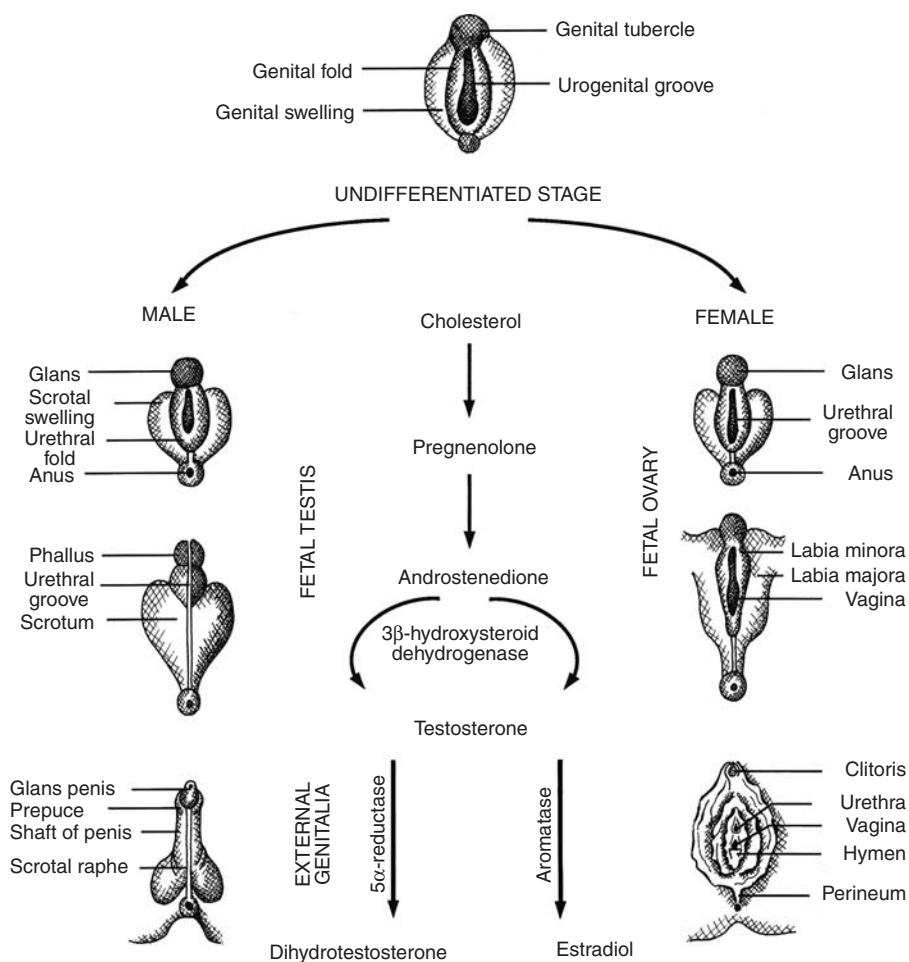 Genital tubercle
Genital fold
Urogenital groove
Genital swelling
UNDIFFERENTIATED STAGE
MALE
Glans
Scrotal
swelling
Urethral
fold
Anus
Phallus
Urethral
groove
Scrotum
Glans penis
Prepuce
Shaft of penis
Scrotal raphe
FETAL TESTIS
EXTERNAL
GENITALIA
Cholesterol
Pregnenolone
Androstenedione
3β-hydroxysteroid
dehydrogenase
Testosterone
5α-reductase
Aromatase
Dihydrotestosterone
Estradiol
FETAL OVARY
FEMALE
Glans
Urethral
groove
Anus
Labia minora
Labia majora
Vagina
Clitoris
Urethra
Vagina
Hymen
Perineum